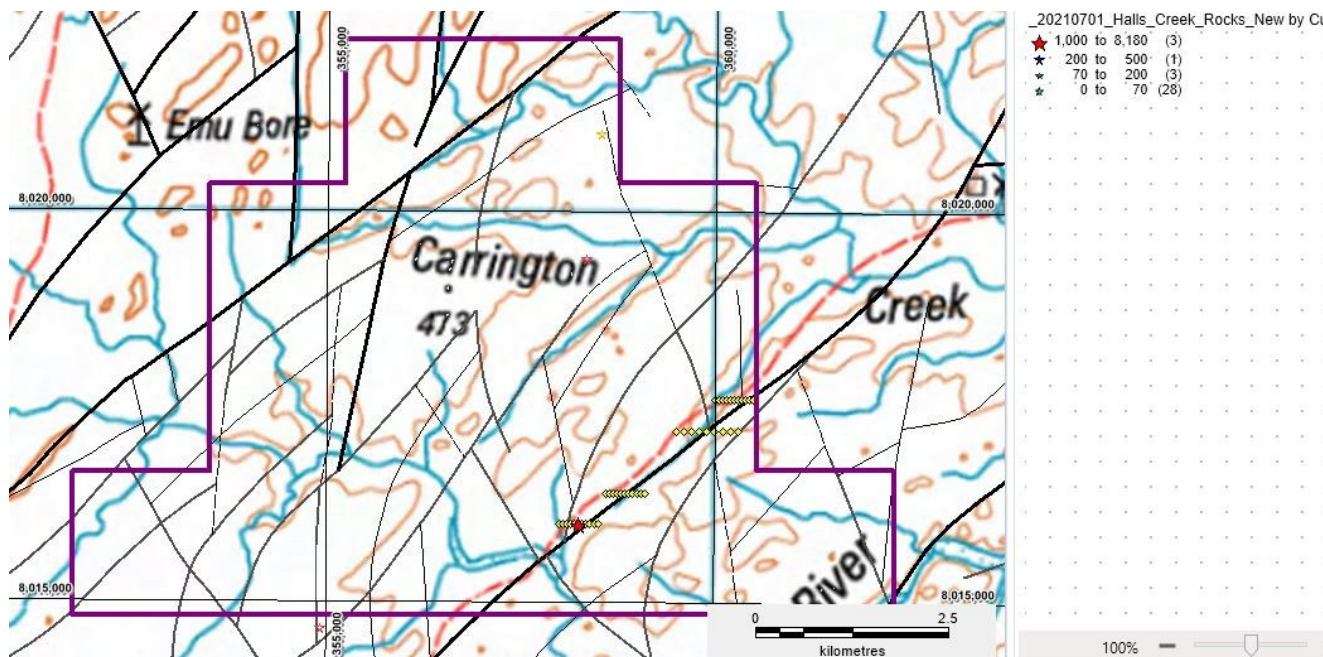 _20210701_Halls_Creek_Rocks_New by Cu
1,000 to 8,180 (3)
200 to 500 (1)
70 to 200 (3)
0 to 70 (28)
355,000
360,000
Emu Bore
8,020,000
8,020,000
Carrington
473
Creek
River
8,015,000
8,015,000
355,000
0 2.5
kilometres
100%